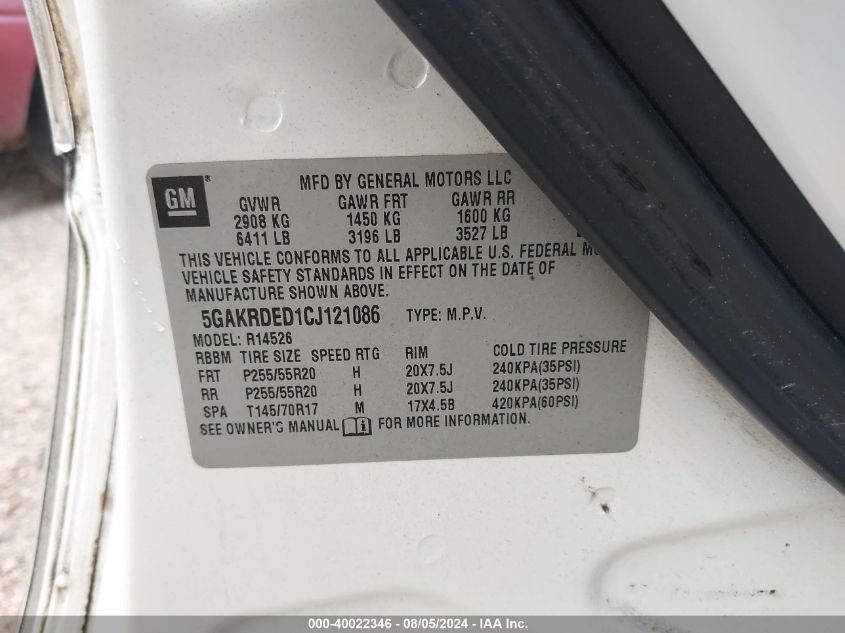 GM ®
MFD BY GENERAL MOTORS LLC
GVWR GAWR FRT GAWR RR
2908 KG 1450 KG 1600 KG
6411 LB 3196 LB 3527 LB
THIS VEHICLE CONFORMS TO ALL APPLICABLE U.S. FEDERAL
VEHICLE SAFETY STANDARDS IN EFFECT ON THE DATE OF
MANUFACTURE SHOWN ABOVE.
5GAKRDED1CJ121086 TYPE: M.P.V.
MODEL: R14526
RBBM TIRE SIZE SPEED RTG RIM COLD TIRE PRESSURE
FRT P255/55R20 H 20X7.5J 240KPA(35PSI)
RR P255/55R20 H 20X7.5J 240KPA(35PSI)
SPA T145/70R17 M 17X4.5B 420KPA(60PSI)
SEE OWNER'S MANUAL FOR MORE INFORMATION.
000-40022346 - 08/05/2024 - IAA Inc.